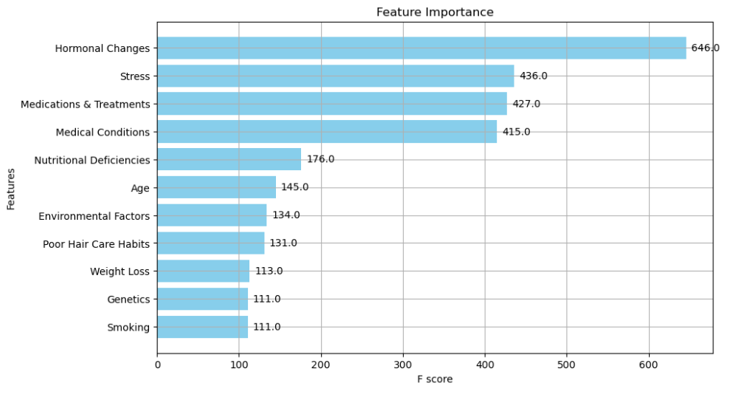 Feature Importance
Hormonal Changes 646.0
Stress 436.0
Medications & Treatments 427.0
Medical Conditions 415.0
Nutritional Deficiencies 176.0
Age 145.0
Environmental Factors 134.0
Poor Hair Care Habits 131.0
Weight Loss 113.0
Genetics 111.0
Smoking 111.0
Features
0 100 200 300 400 500 600
F score